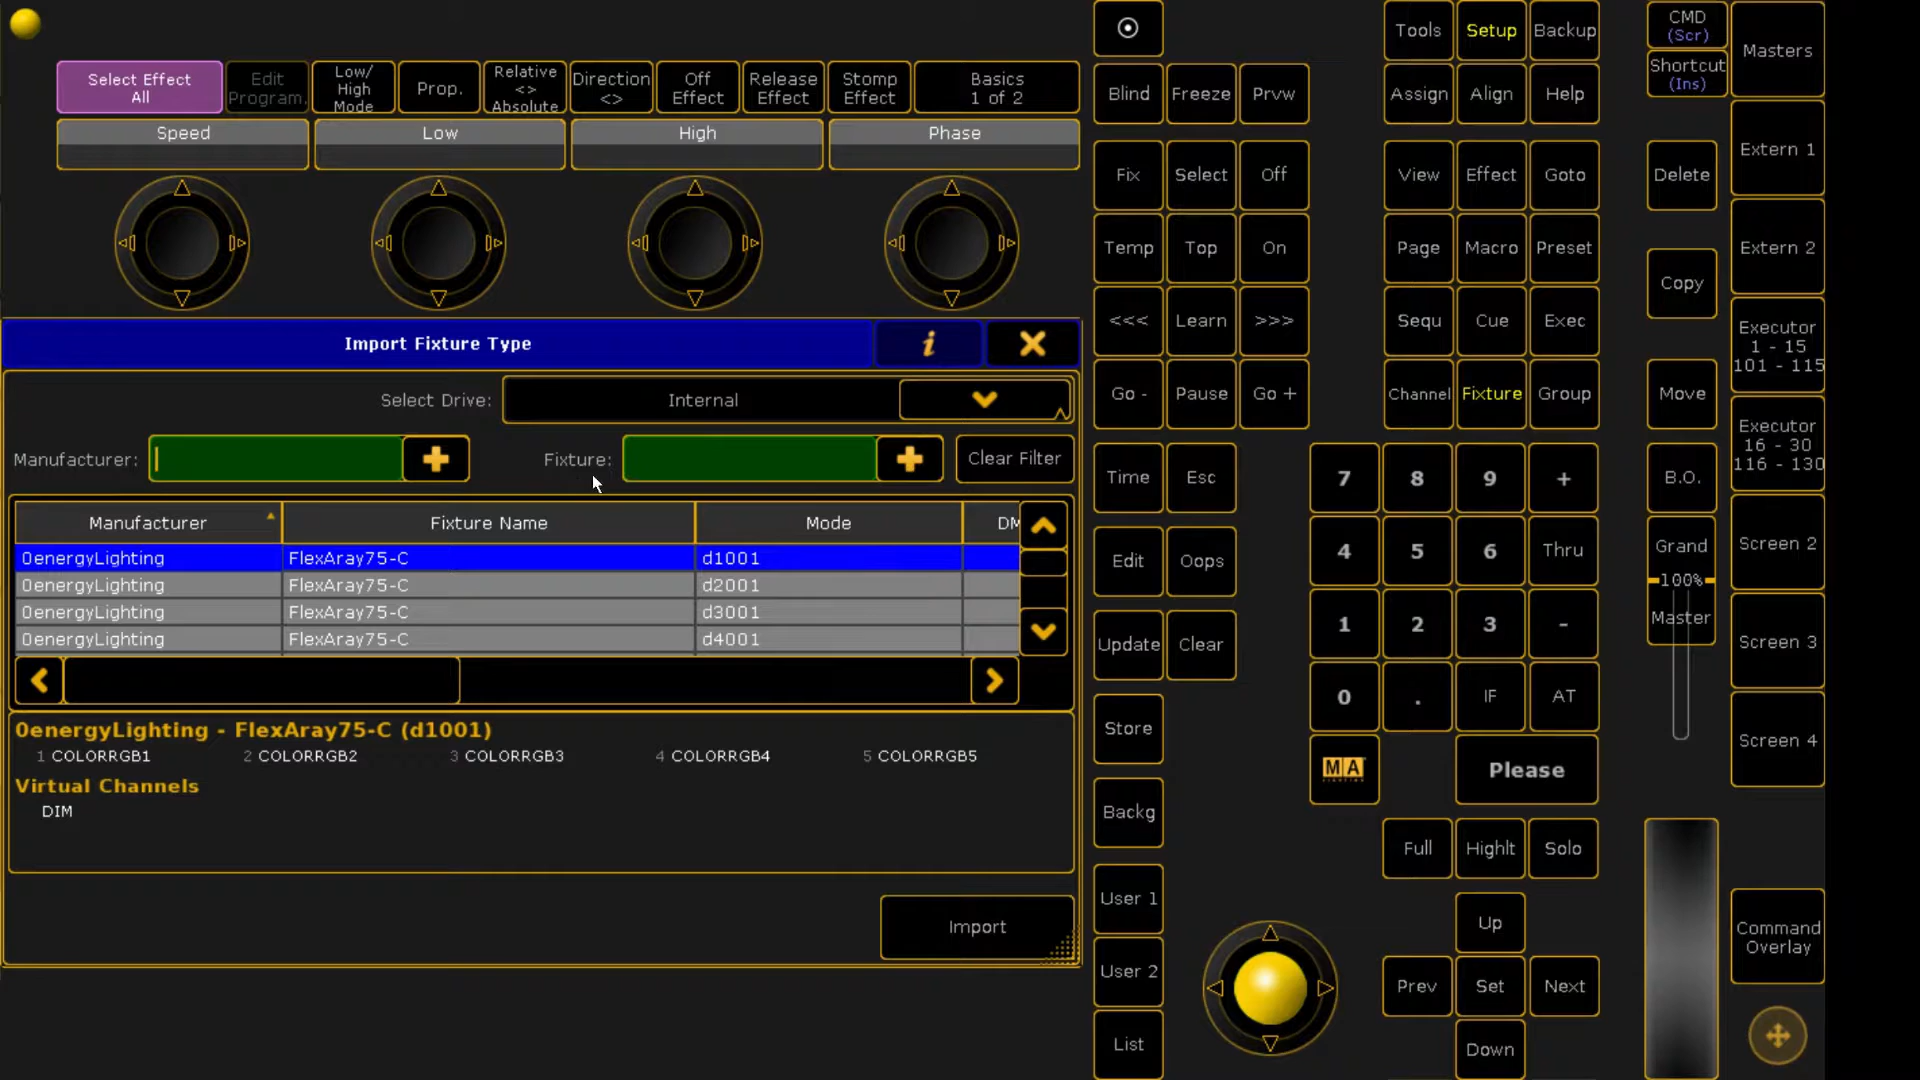 Select Effect
All
Edit
Program.
Low/
High
Mode
Prop.
Relative
<>
Absolute
Direction
<>
Off
Effect
Release
Effect
Stomp
Effect
Basics
1 of 2
Speed
Low
High
Phase
Import Fixture Type
i
Select Drive:
Internal
Manufacturer:
Fixture:
Clear Filter
Manufacturer Fixture Name Mode DM
0energyLighting FlexAray75-C d1001
0energyLighting FlexAray75-C d2001
0energyLighting FlexAray75-C d3001
0energyLighting FlexAray75-C d4001
0energyLighting - FlexAray75-C (d1001)
1 COLORRGB1 2 COLORRGB2 3 COLORRGB3 4 COLORRGB4 5 COLORRGB5
Virtual Channels
DIM
Import
Blind Freeze Prvw
Fix Select Off
Temp Top On
<<< Learn >>>
Go - Pause Go +
Time Esc
Edit Oops
Update Clear
Store
Backg
User 1
User 2
List
Tools Setup Backup
Assign Align Help
View Effect Goto
Page Macro Preset
Sequ Cue Exec
Channel Fixture Group
7 8 9 +
4 5 6 Thru
1 2 3 -
0 . IF AT
MA
Please
Full Highlt Solo
Up
Prev Set Next
Down
CMD
(Scr)
Shortcut
(Ins)
Delete
Copy
Move
B.O.
Grand
100%
Master
Masters
Extern 1
Extern 2
Executor
1 - 15
101 - 115
Executor
16 - 30
116 - 130
Screen 2
Screen 3
Screen 4
Command
Overlay